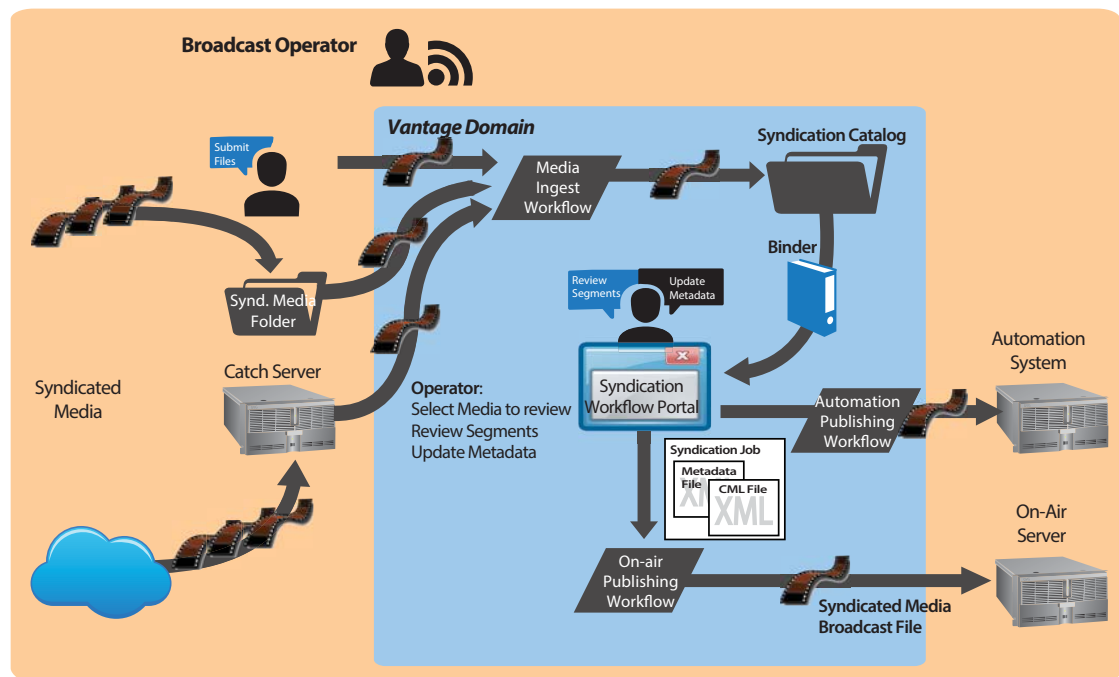 Broadcast Operator
Vantage Domain
Submit
Files
Media
Ingest
Workflow
Syndication Catalog
Binder
Synd. Media
Folder
Review
Segments
Update
Metadata
Syndicated
Media
Catch Server
Operator:
Select Media to review
Review Segments
Update Metadata
Syndication
Workflow Portal
Automation
Publishing
Workflow
Automation
System
Syndication Job
Metadata
File
XML
CML File
XML
On-air
Publishing
Workflow
Syndicated Media
Broadcast File
On-Air
Server